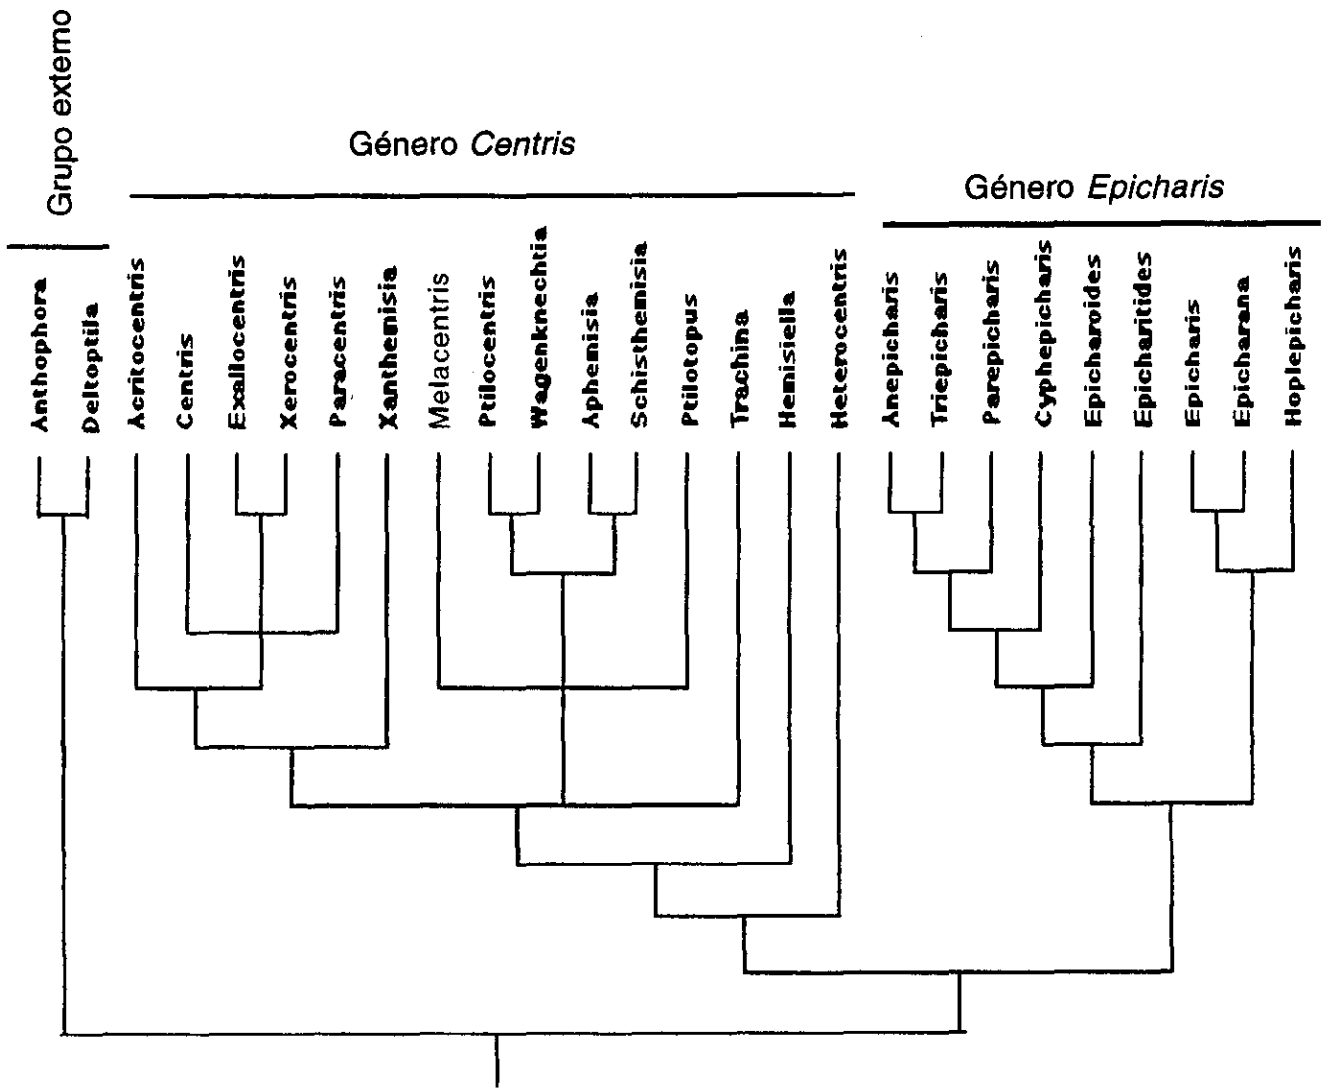 Grupo externo
Género Centris
Género Epicharis
Anthophora
Deltoptila
Acritocentris
Centris
Exallocentris
Xerocentris
Paracentris
Xanthemisia
Melacentris
Ptilocentris
Wagenknechtia
Aphemisia
Schisthemisia
Ptilotopus
Trachina
Hemisiella
Heterocentris
Anepicharis
Triepicharis
Parepicharis
Cyphepicharis
Epicharoides
Epicharitides
Epicharis
Epicharana
Hoplepicharis